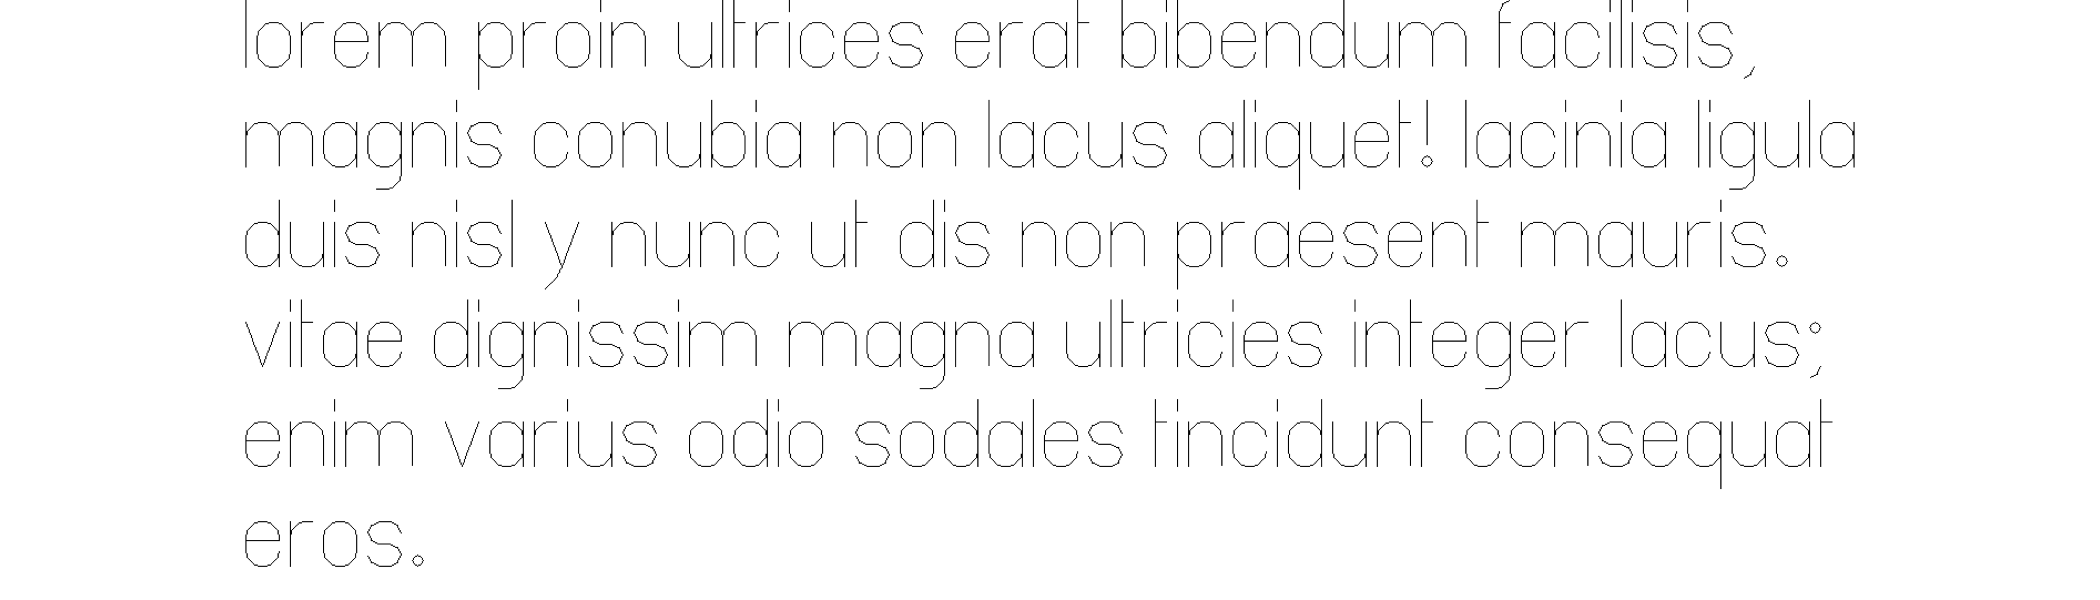 lorem proin ultrices erat bibendum facilisis,
magnis conubia non lacus aliquet! lacinia ligula
duis nisl y nunc ut dis non praesent mauris.
vitae dignissim magna ultricies integer lacus;
enim varius odio sodales tincidunt consequat
eros.